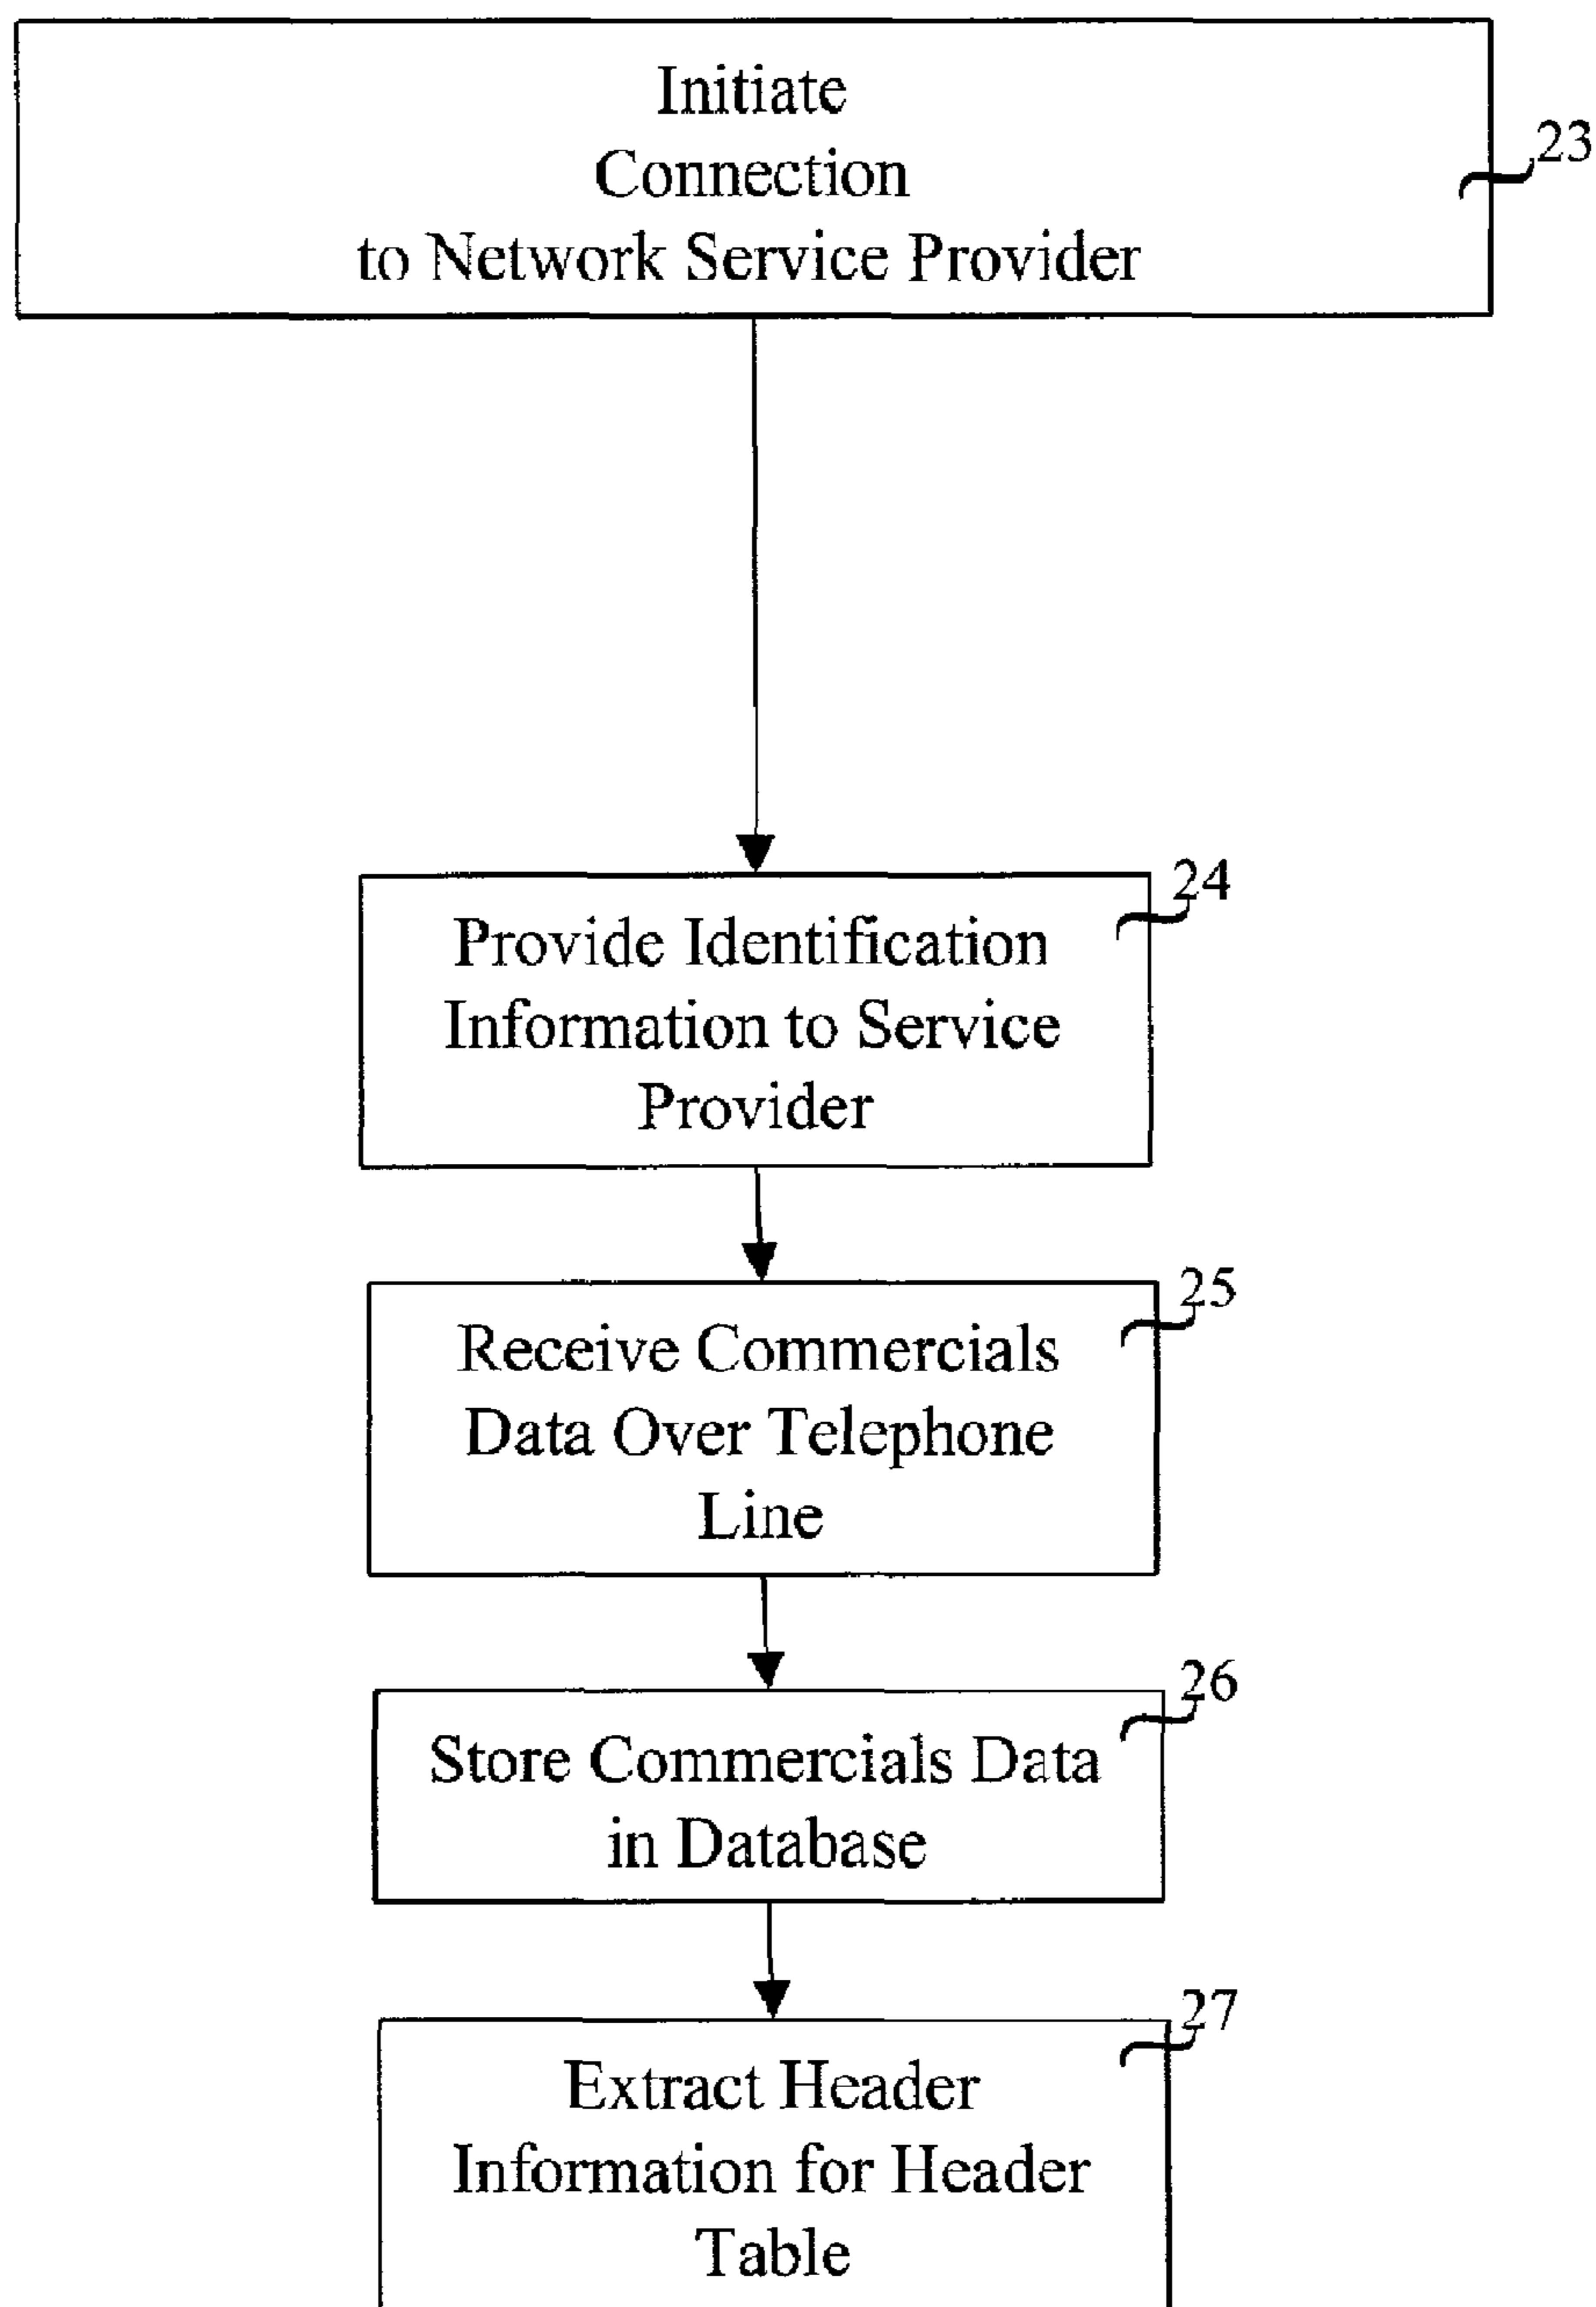 Initiate
Connection
to Network Service Provider
23
24
Provide Identification
Information to Service
Provider
25
Receive Commercials
Data Over Telephone
Line
26
Store Commercials Data
in Database
27
Extract Header
Information for Header
Table